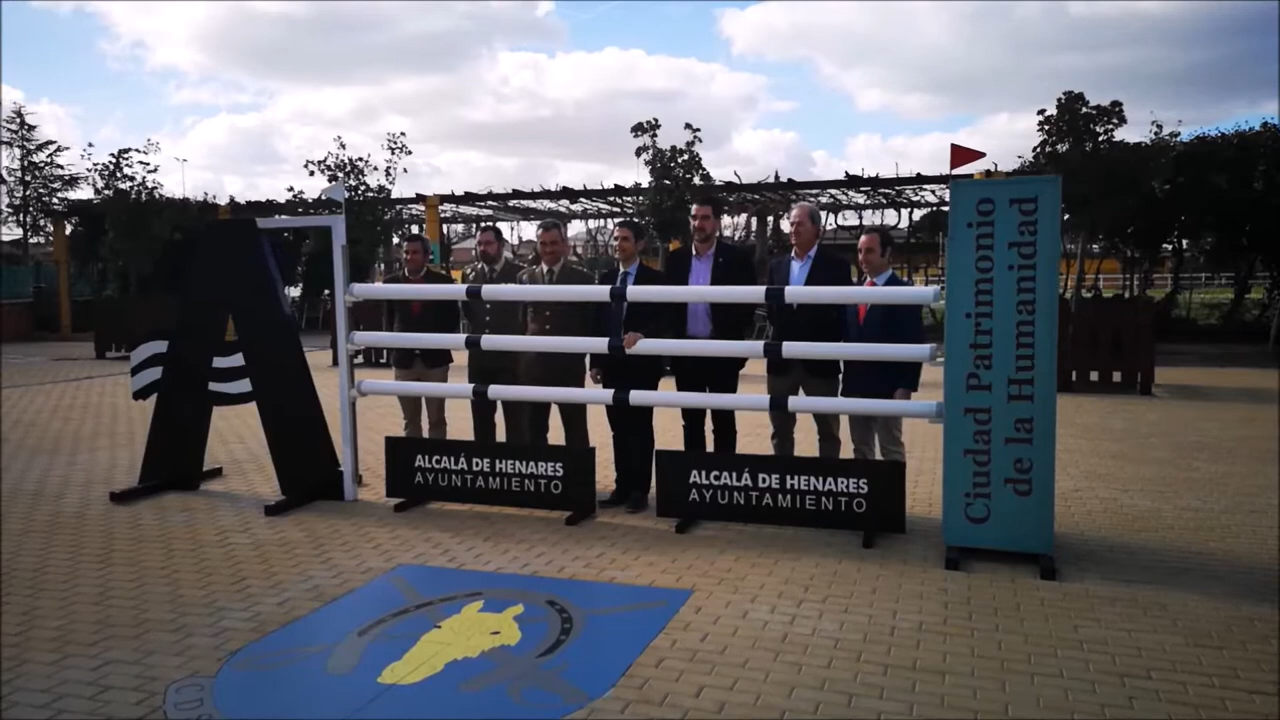 ALCALÁ DE HENARES
AYUNTAMIENTO
ALCALÁ DE HENARES
AYUNTAMIENTO
Ciudad Patrimonio
de la Humanidad